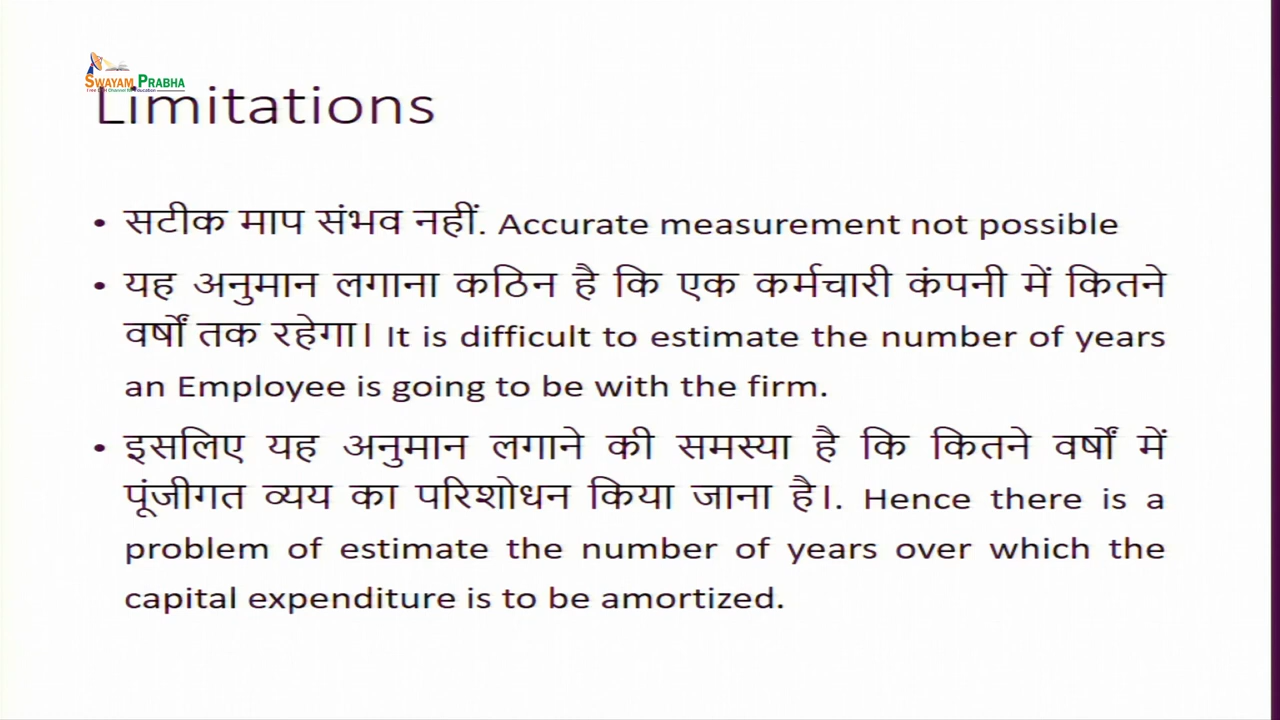 SWAYAM PRABHA
Limitations
• सटीक माप संभव नहीं. Accurate measurement not possible
• यह अनुमान लगाना कठिन है कि एक कर्मचारी कंपनी में कितने
वर्षों तक रहेगा। It is difficult to estimate the number of years
an Employee is going to be with the firm.
• इसलिए यह अनुमान लगाने की समस्या है कि कितने वर्षों में
पूंजीगत व्यय का परिशोधन किया जाना है।. Hence there is a
problem of estimate the number of years over which the
capital expenditure is to be amortized.